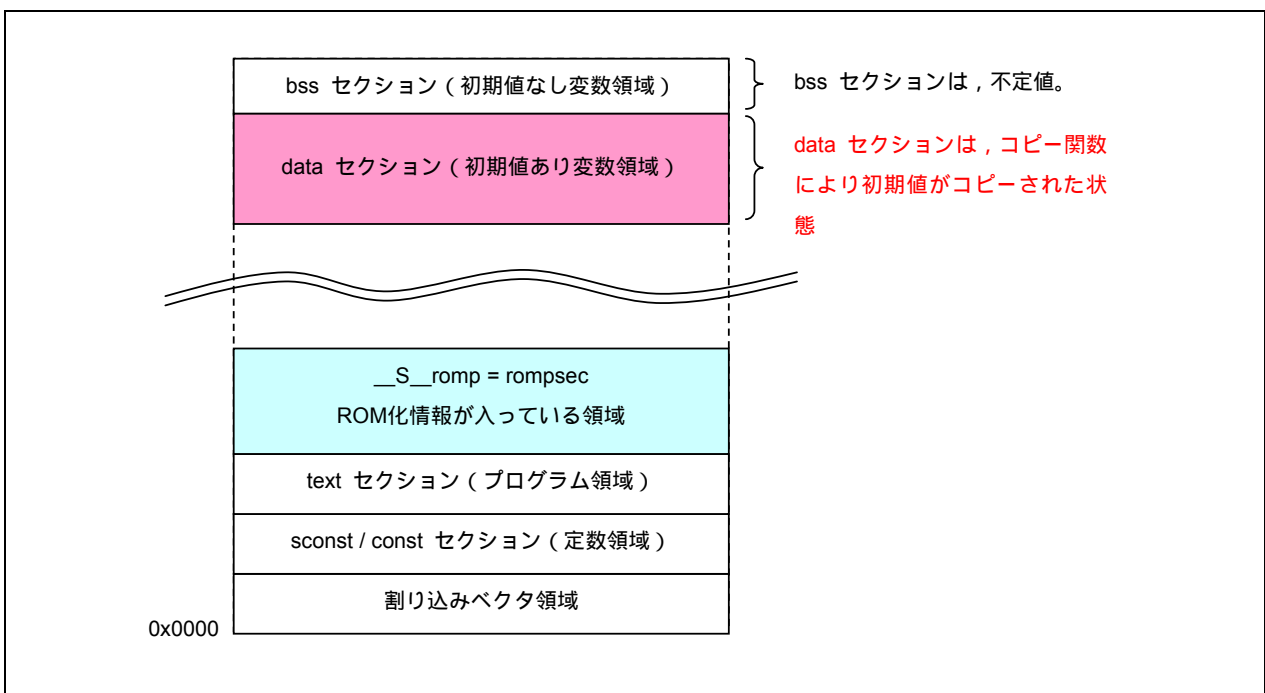 bss セクション（初期値なし変数領域）
bss セクションは，不定値。
data セクション（初期値あり変数領域）
data セクションは，コピー関数
により初期値がコピーされた状
態
__S__romp = rompsec
ROM化情報が入っている領域
text セクション（プログラム領域）
sconst / const セクション（定数領域）
割り込みベクタ領域
0x0000